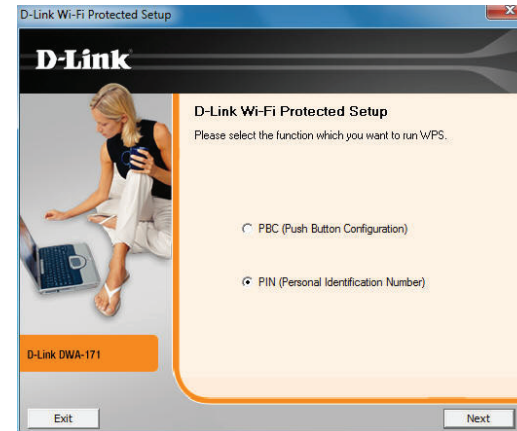 D-Link Wi-Fi Protected Setup
D-Link
D-Link Wi-Fi Protected Setup
Please select the function which you want to run WPS.
PBC (Push Button Configuration)
PIN (Personal Identification Number)
D-Link DWA-171
Exit
Next